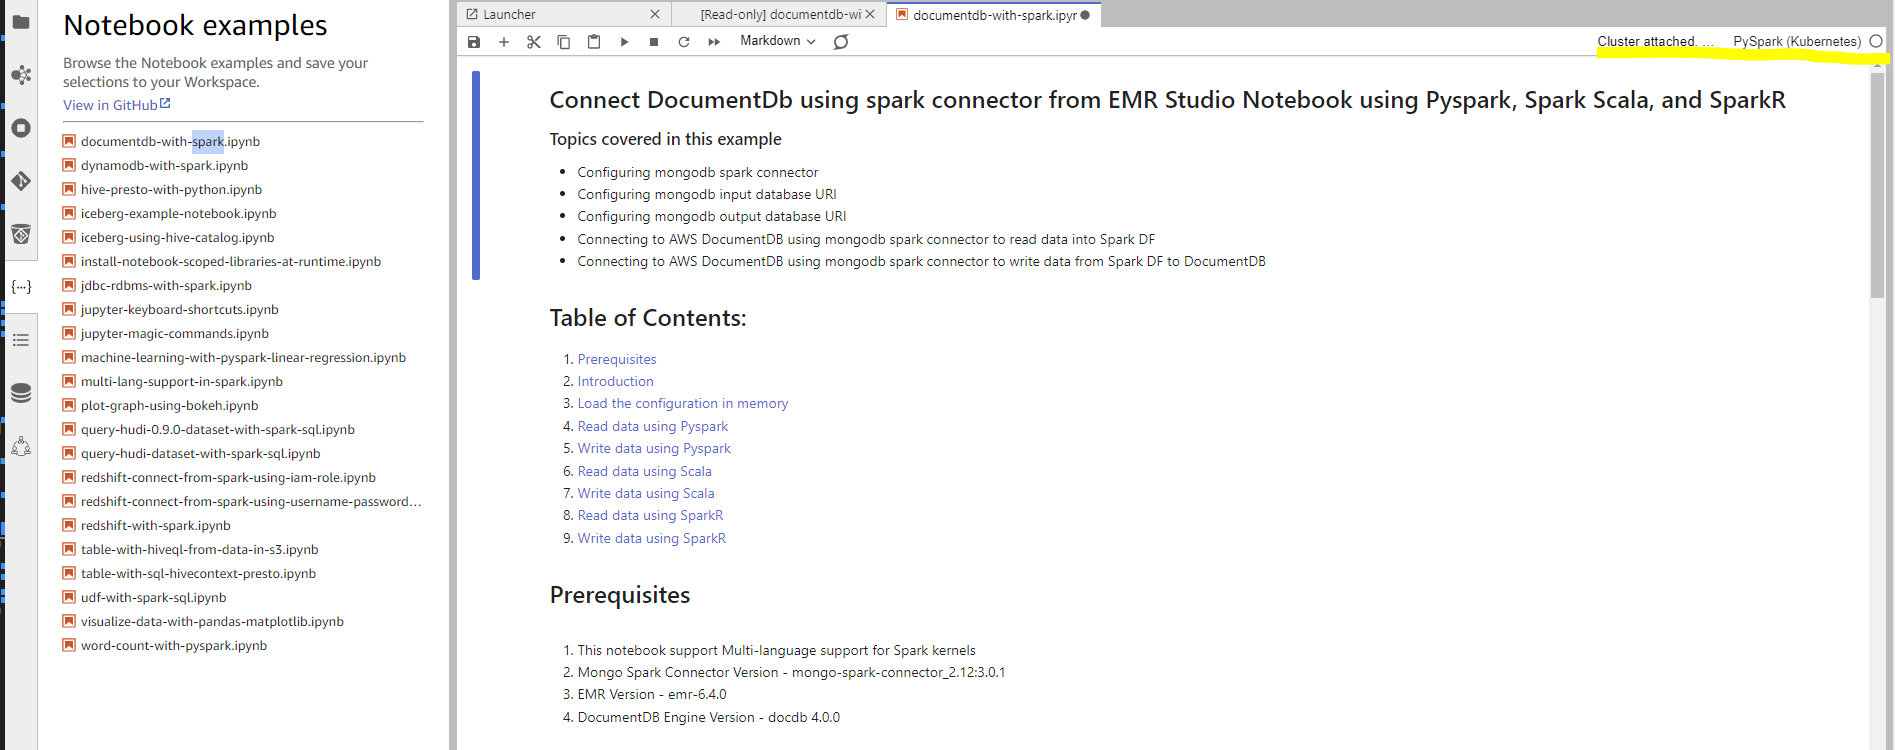 Notebook examples
Browse the Notebook examples and save your
selections to your Workspace.
View in GitHub
documentdb-with-spark.ipynb
dynamodb-with-spark.ipynb
hive-presto-with-python.ipynb
iceberg-example-notebook.ipynb
iceberg-using-hive-catalog.ipynb
install-notebook-scoped-libraries-at-runtime.ipynb
jdbc-rdbms-with-spark.ipynb
jupyter-keyboard-shortcuts.ipynb
jupyter-magic-commands.ipynb
machine-learning-with-pyspark-linear-regression.ipynb
multi-lang-support-in-spark.ipynb
plot-graph-using-bokeh.ipynb
query-hudi-0.9.0-dataset-with-spark-sql.ipynb
query-hudi-dataset-with-spark-sql.ipynb
redshift-connect-from-spark-using-iam-role.ipynb
redshift-connect-from-spark-using-username-password...
redshift-with-spark.ipynb
table-with-hiveql-from-data-in-s3.ipynb
table-with-sql-hivecontext-presto.ipynb
udf-with-spark-sql.ipynb
visualize-data-with-pandas-matplotlib.ipynb
word-count-with-pyspark.ipynb
Launcher
[Read-only] documentdb-wi
documentdb-with-spark.ipyr
Markdown
Cluster attached. ...
PySpark (Kubernetes)
Connect DocumentDb using spark connector from EMR Studio Notebook using Pyspark, Spark Scala, and SparkR
Topics covered in this example
• Configuring mongodb spark connector
• Configuring mongodb input database URI
• Configuring mongodb output database URI
• Connecting to AWS DocumentDB using mongodb spark connector to read data into Spark DF
• Connecting to AWS DocumentDB using mongodb spark connector to write data from Spark DF to DocumentDB
Table of Contents:
1. Prerequisites
2. Introduction
3. Load the configuration in memory
4. Read data using Pyspark
5. Write data using Pyspark
6. Read data using Scala
7. Write data using Scala
8. Read data using SparkR
9. Write data using SparkR
Prerequisites
1. This notebook support Multi-language support for Spark kernels
2. Mongo Spark Connector Version - mongo-spark-connector_2.12:3.0.1
3. EMR Version - emr-6.4.0
4. DocumentDB Engine Version - docdb 4.0.0